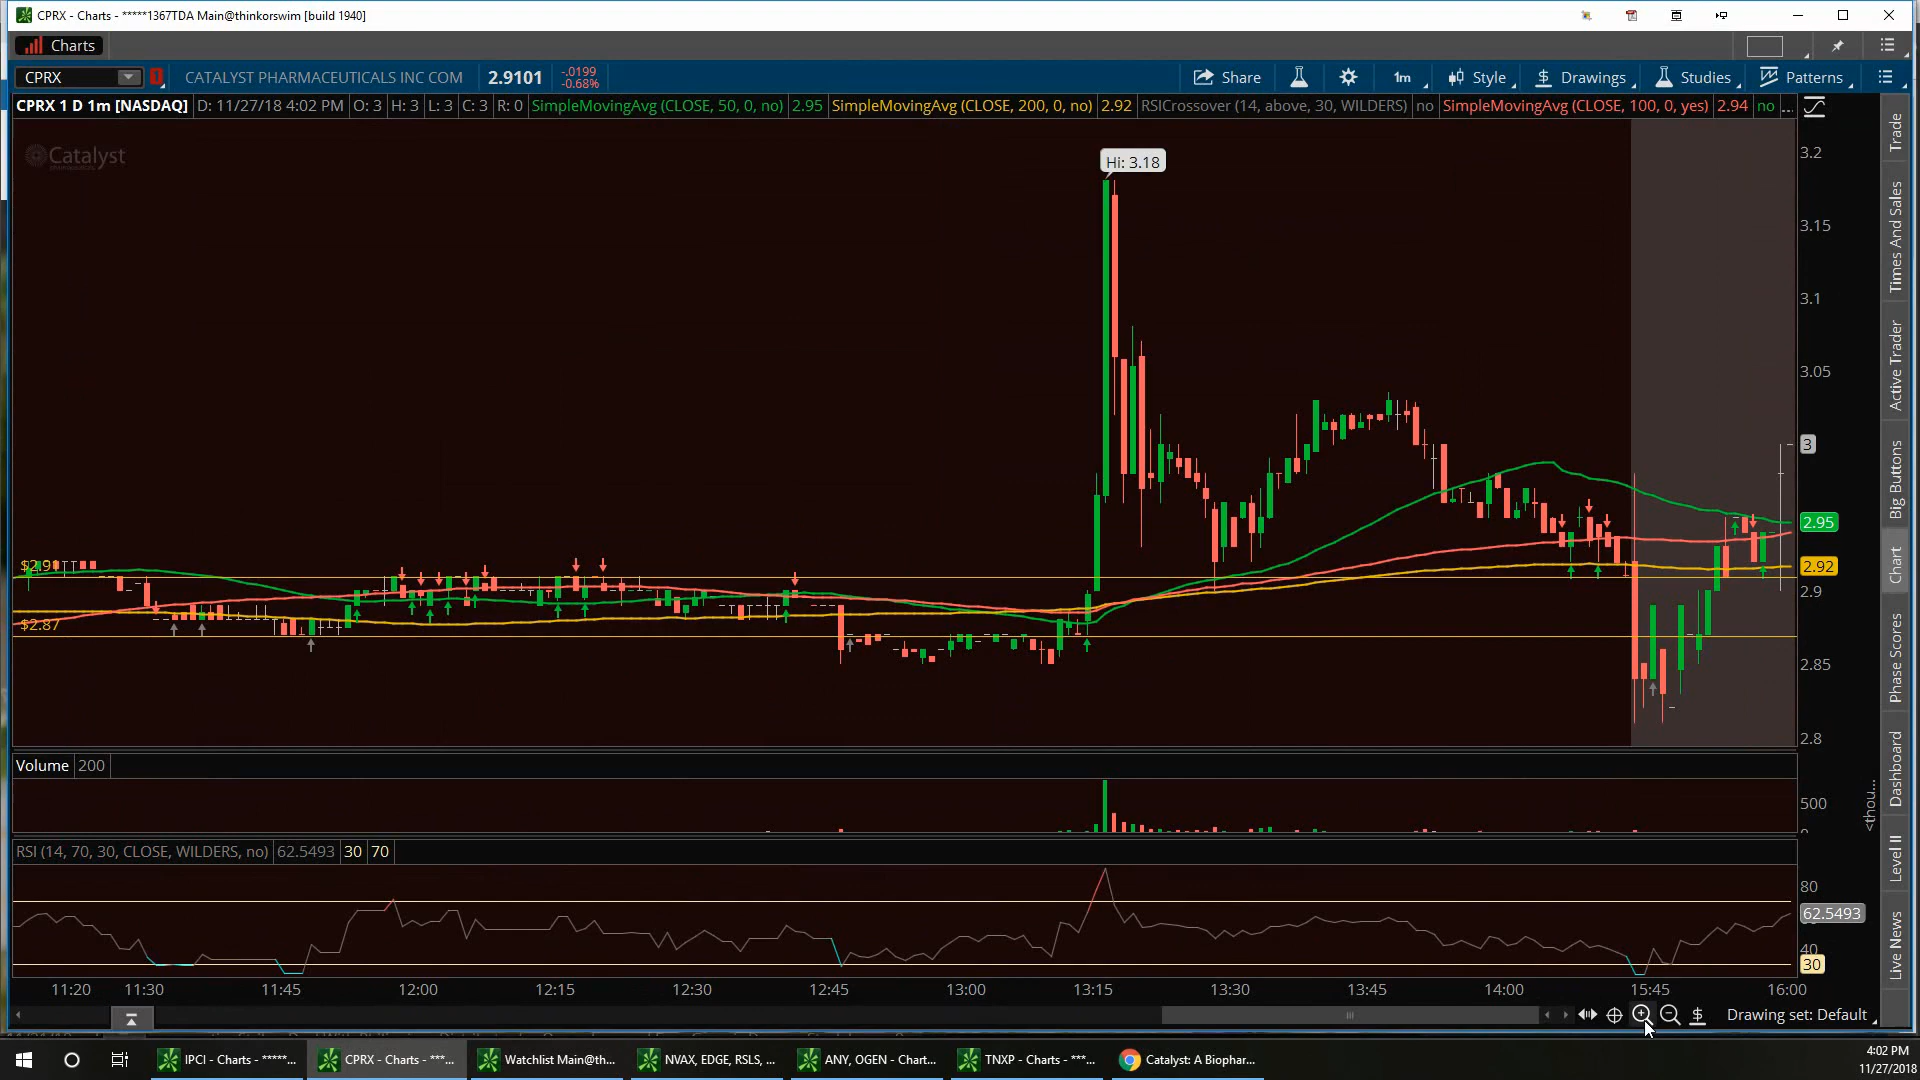 CPRX - Charts - *****1367TDA Main@thinkorswim [build 1940]
Charts
CPRX 1 CATALYST PHARMACEUTICALS INC COM 2.9101 -.0199 -0.68% Share 1m Style Drawings Studies Patterns
CPRX 1 D 1m [NASDAQ] D: 11/27/18 4:02 PM O: 3 H: 3 L: 3 C: 3 R: 0 SimpleMovingAvg (CLOSE, 50, 0, no) 2.95 SimpleMovingAvg (CLOSE, 200, 0, no) 2.92 RSICrossover (14, above, 30, WILDERS) no SimpleMovingAvg (CLOSE, 100, 0, yes) 2.94 no ...
Catalyst
Hi: 3.18
3.2
3.15
3.1
3.05
3
2.95
2.92
2.9
2.85
2.8
$2.91
$2.87
Volume 200
500
0
<thou...
RSI (14, 70, 30, CLOSE, WILDERS, no) 62.5493 30 70
80
62.5493
40
30
11:20 11:30 11:45 12:00 12:15 12:30 12:45 13:00 13:15 13:30 13:45 14:00 15:45 16:00
Drawing set: Default
Trade
Times And Sales
Active Trader
Big Buttons
Chart
Phase Scores
Dashboard
Level II
Live News
IPCI - Charts - *****... CPRX - Charts - ***... Watchlist Main@th... NVAX, EDGE, RSLS, ... ANY, OGEN - Chart... TNXP - Charts - ***... Catalyst: A Biophar...
4:02 PM
11/27/2018